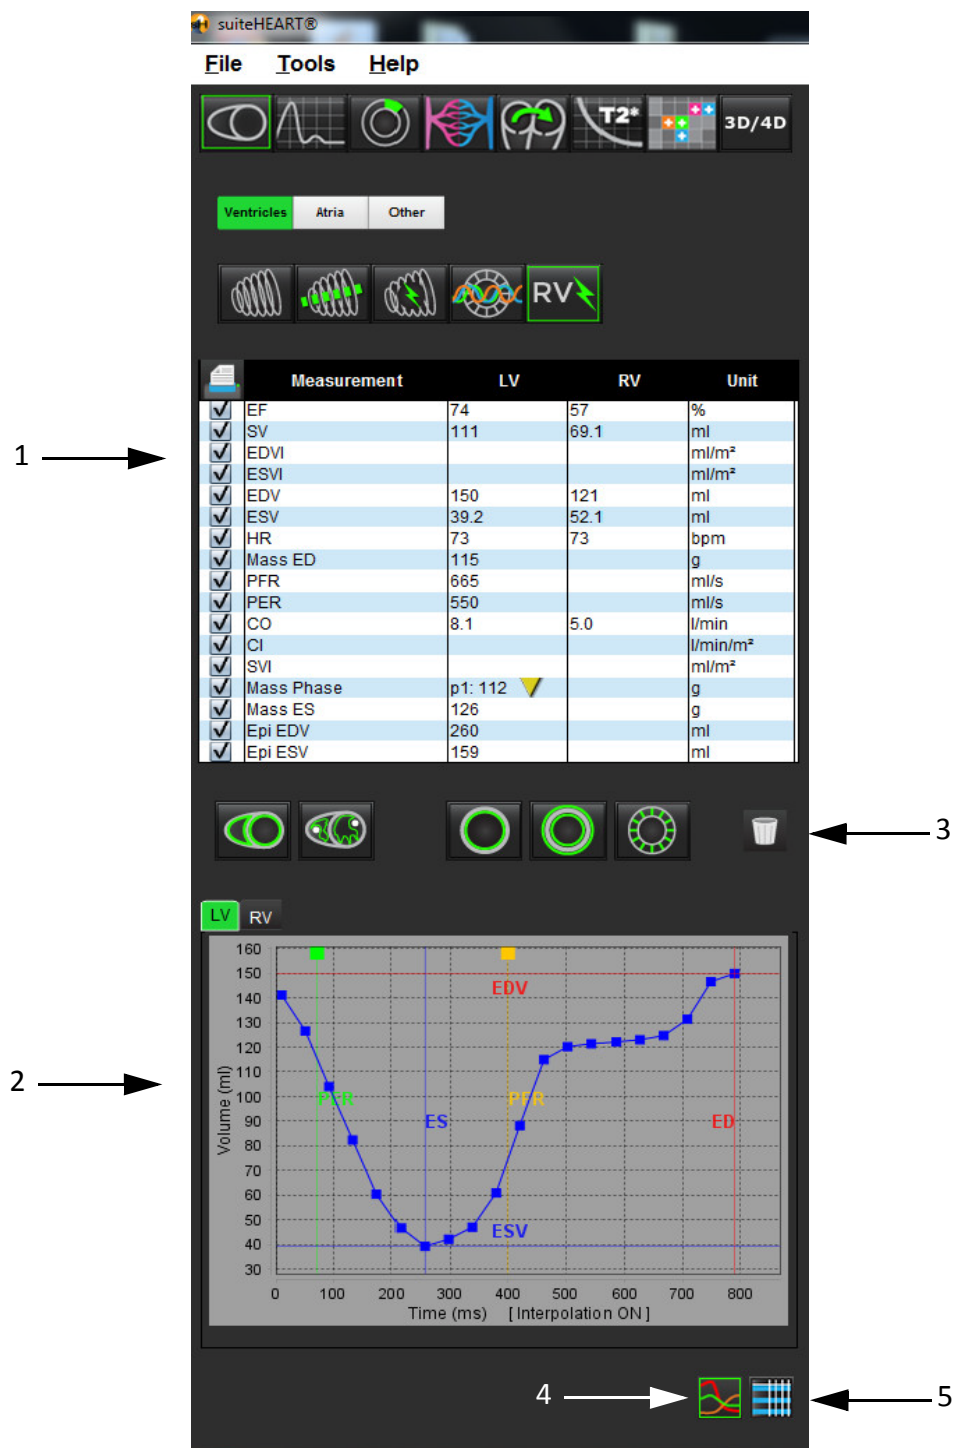 suiteHEART®
File Tools Help
T2* 3D/4D
Ventricles Atria Other
RV
Measurement LV RV Unit
EF 74 57 %
1
SV 111 69.1 ml
EDVI ml/m²
ESVI ml/m²
EDV 150 121 ml
ESV 39.2 52.1 ml
HR 73 73 bpm
Mass ED 115 g
PFR 665 ml/s
PER 550 ml/s
CO 8.1 5.0 l/min
CI l/min/m²
SVI ml/m²
Mass Phase p1: 112 g
Mass ES 126 g
Epi EDV 260 ml
Epi ESV 159 ml
3
LV RV
160
150
EDV
140
130
120
110
2
100
PER PFR
90
ES ED
80
70
60
50
ESV
40
30
Volume (ml)
0 100 200 300 400 500 600 700 800
Time (ms) [ Interpolation ON ]
4 5